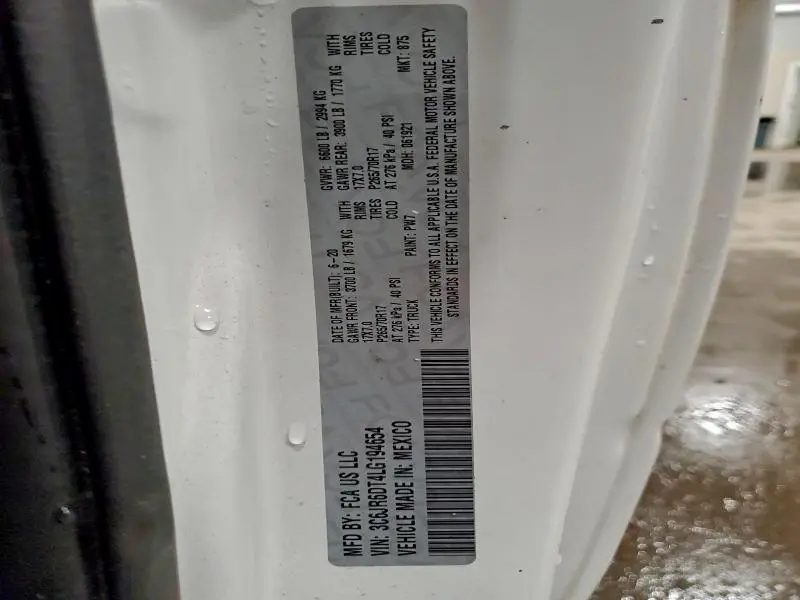 MFD BY: FCA US LLC
VIN: 3C6JR6DT4LG194654
VEHICLE MADE IN: MEXICO
DATE OF MFR(BUILT): 6-20 GVWR: 6600 LB / 2994 KG
GAWR FRONT: 3700 LB / 1679 KG WITH GAWR REAR: 3900 LB / 1770 KG WITH
17X7.0 RIMS 17X7.0 RIMS
P265/70R17 TIRES P265/70R17 TIRES
AT 276 kPa / 40 PSI COLD AT 276 kPa / 40 PSI COLD
TYPE: TRUCK PAINT: PW7 MDH: 061921 MKT: 875
THIS VEHICLE CONFORMS TO ALL APPLICABLE U.S.A. FEDERAL MOTOR VEHICLE SAFETY
STANDARDS IN EFFECT ON THE DATE OF MANUFACTURE SHOWN ABOVE.